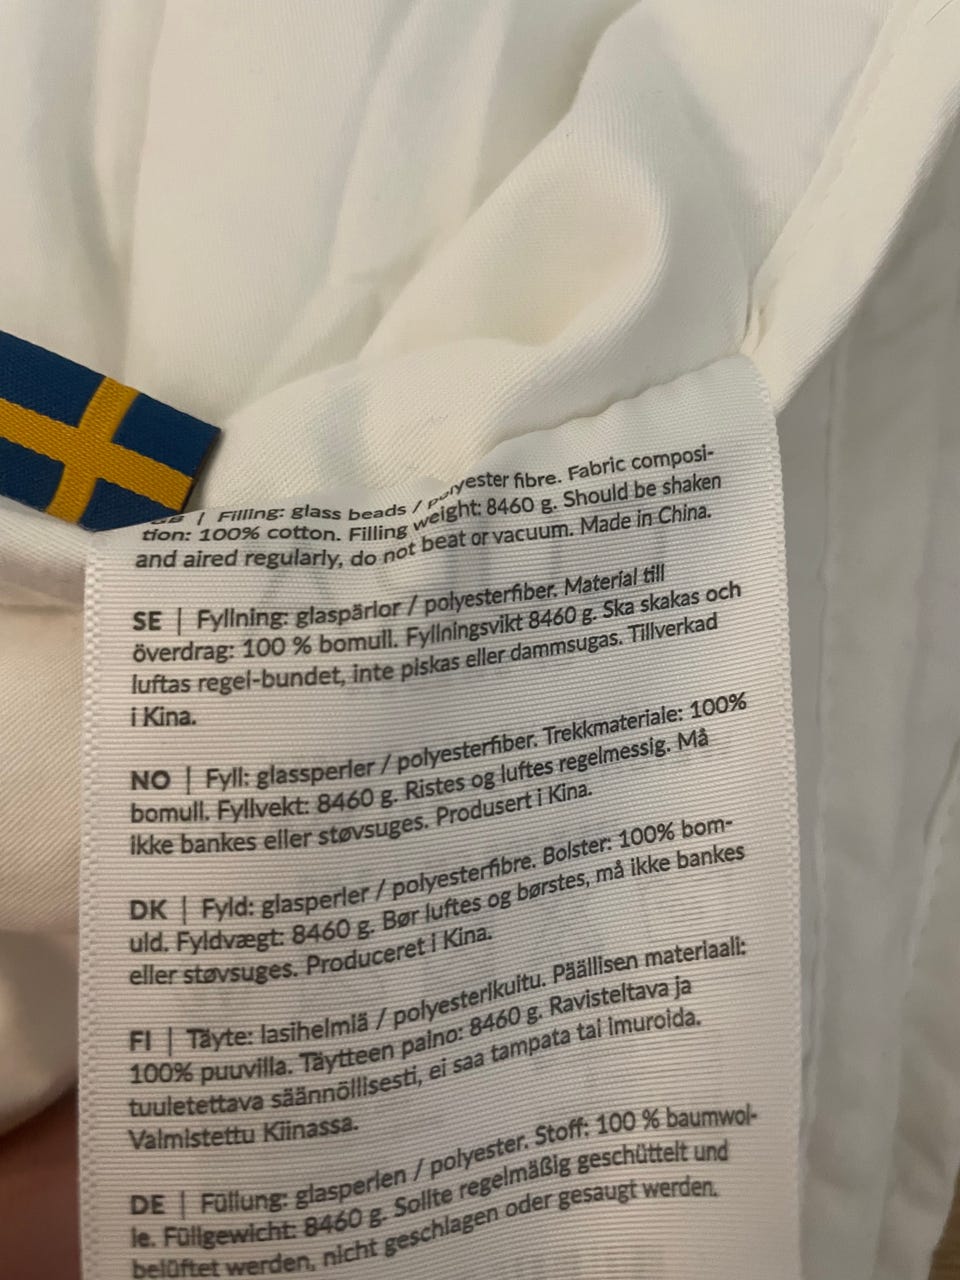 GB | Filling: glass beads / polyester fibre. Fabric composi-
tion: 100% cotton. Filling weight: 8460 g. Should be shaken
and aired regularly, do not beat or vacuum. Made in China.
SE | Fyllning: glaspärlor / polyesterfiber. Material till
överdrag: 100 % bomull. Fyllningsvikt 8460 g. Ska skakas och
luftas regel-bundet, inte piskas eller dammsugas. Tillverkad
i Kina.
NO | Fyll: glassperler / polyesterfiber. Trekkmateriale: 100%
bomull. Fyllvekt: 8460 g. Ristes og luftes regelmessig. Må
ikke bankes eller støvsuges. Produsert i Kina.
DK | Fyld: glasperler / polyesterfibre. Bolster: 100% bom-
uld. Fyldvægt: 8460 g. Bør luftes og børstes, må ikke bankes
eller støvsuges. Produceret i Kina.
FI | Täyte: lasihelmiä / polyesterikuitu. Päällisen materiaali:
100% puuvilla. Täytteen paino: 8460 g. Ravisteltava ja
tuuletettava säännöllisesti, ei saa tampata tai imuroida.
Valmistettu Kiinassa.
DE | Füllung: glasperlen / polyester. Stoff: 100 % baumwol-
le. Füllgewicht: 8460 g. Sollte regelmäßig geschüttelt und
belüftet werden, nicht geschlagen oder gesaugt werden.